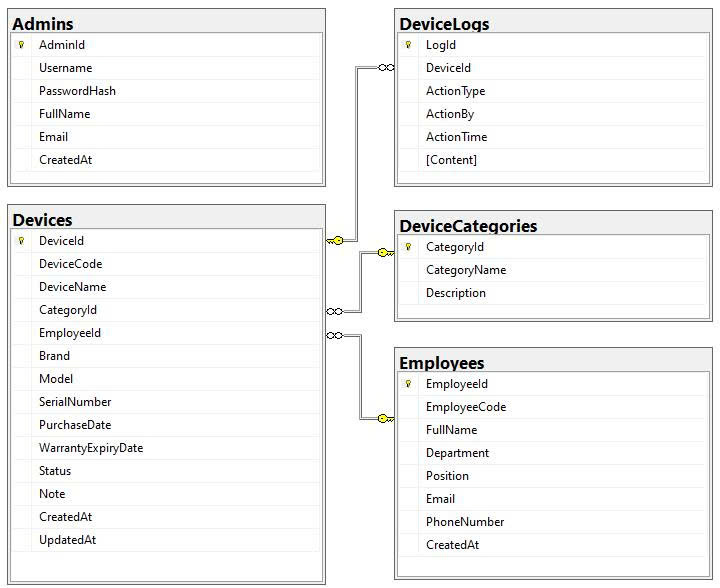 Admins
AdminId
Username
PasswordHash
FullName
Email
CreatedAt
Devices
DeviceId
DeviceCode
DeviceName
CategoryId
EmployeeId
Brand
Model
SerialNumber
PurchaseDate
WarrantyExpiryDate
Status
Note
CreatedAt
UpdatedAt
DeviceLogs
LogId
DeviceId
ActionType
ActionBy
ActionTime
[Content]
DeviceCategories
CategoryId
CategoryName
Description
Employees
EmployeeId
EmployeeCode
FullName
Department
Position
Email
PhoneNumber
CreatedAt